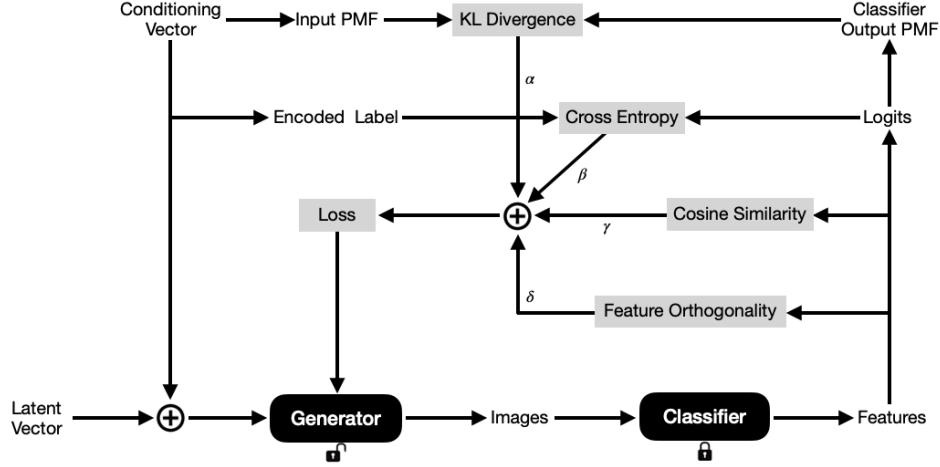 Conditioning
Vector
Input PMF
KL Divergence
Classifier
Output PMF
α
Encoded Label
Cross Entropy
Logits
β
Loss
Cosine Similarity
γ
δ
Feature Orthogonality
Latent
Vector
Generator
Images
Classifier
Features